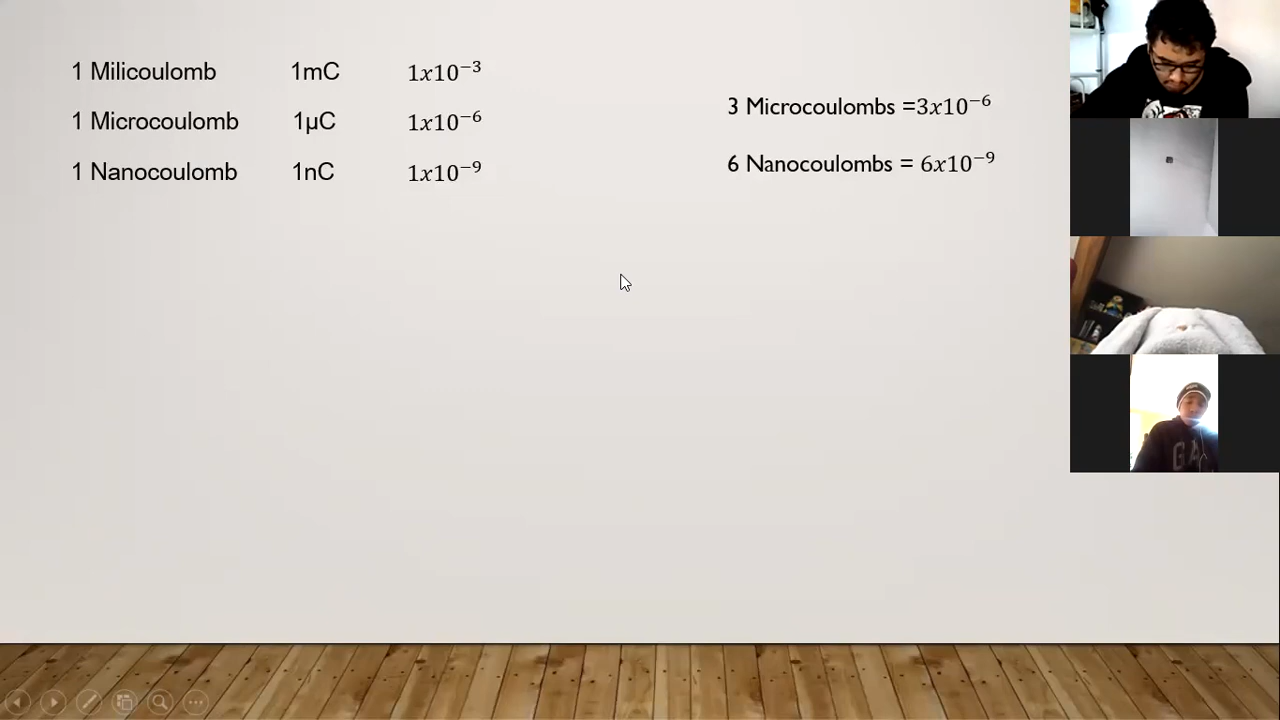 1 Milicoulomb 1mC 1x10⁻³
1 Microcoulomb 1μC 1x10⁻⁶
1 Nanocoulomb 1nC 1x10⁻⁹
3 Microcoulombs =3x10⁻⁶
6 Nanocoulombs = 6x10⁻⁹
GA